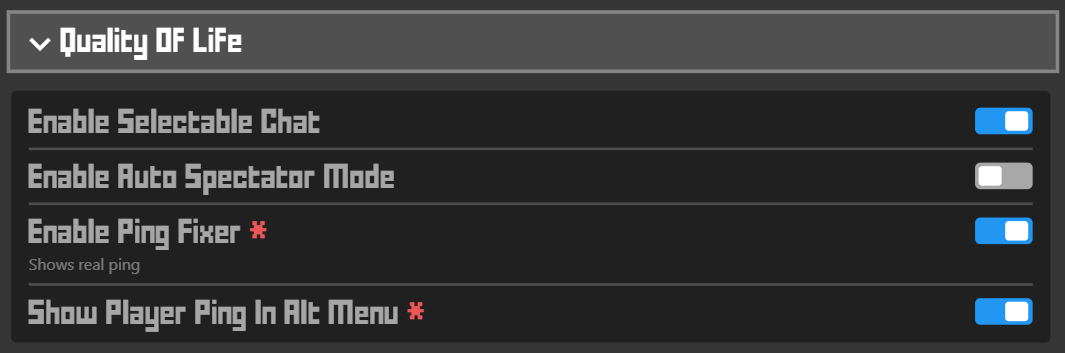 Quality Of Life
Enable Selectable Chat
Enable Auto Spectator Mode
Enable Ping Fixer *
Shows real ping
Show Player Ping In Alt Menu *